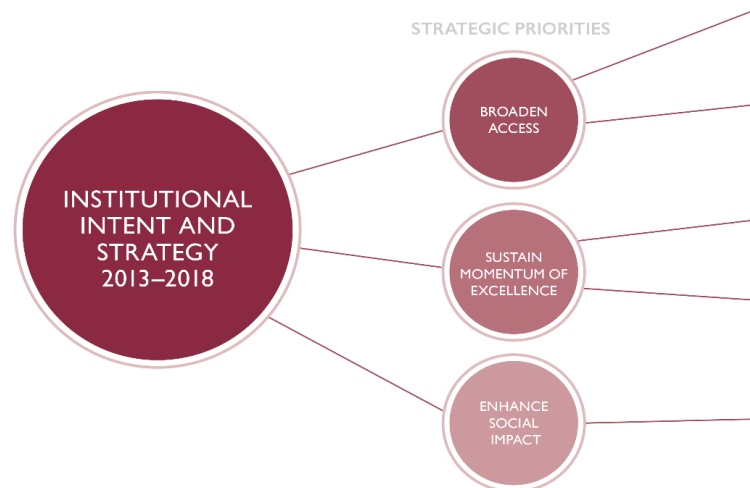 STRATEGIC PRIORITIES
BROADEN
ACCESS
INSTITUTIONAL
INTENT AND
STRATEGY
2013–2018
SUSTAIN
MOMENTUM OF
EXCELLENCE
ENHANCE
SOCIAL
IMPACT